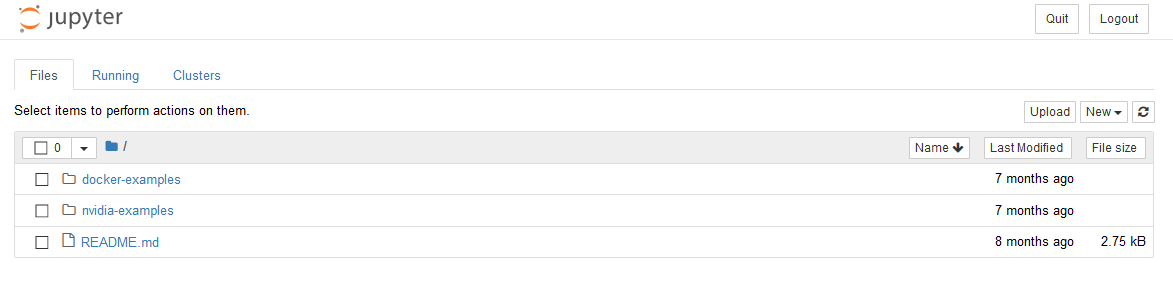 jupyter Quit Logout
Files Running Clusters
Select items to perform actions on them. Upload New
0 / Name Last Modified File size
docker-examples 7 months ago
nvidia-examples 7 months ago
README.md 8 months ago 2.75 kB